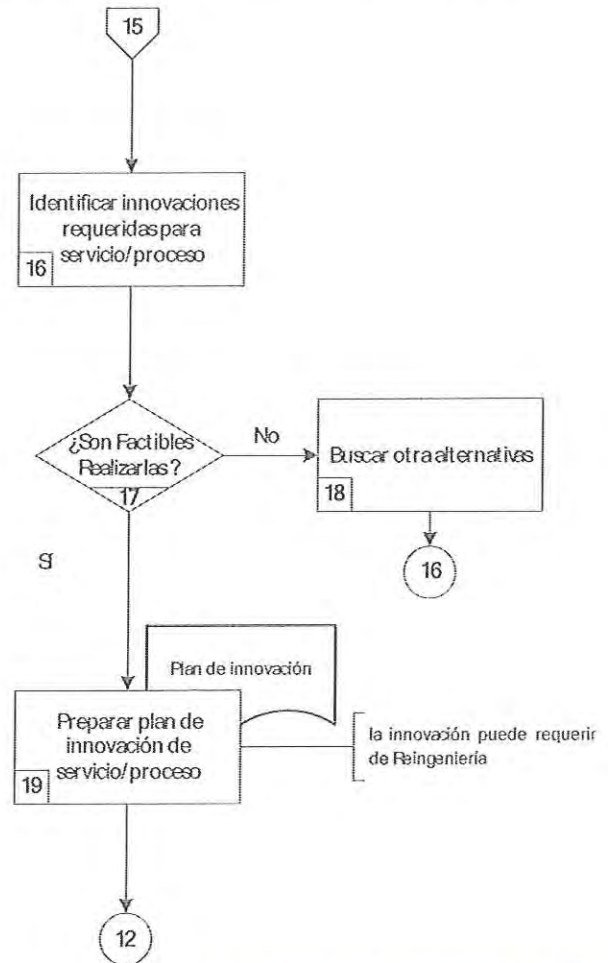 15
Identificar innovaciones
requeridas para
servicio/proceso
16
¿Son Factibles
Realizarlas?
17
No
Buscar otra alternativas
18
16
Sí
Plan de innovación
Preparar plan de
innovación de
servicio/proceso
19
la innovación puede requerir
de Reingeniería
12